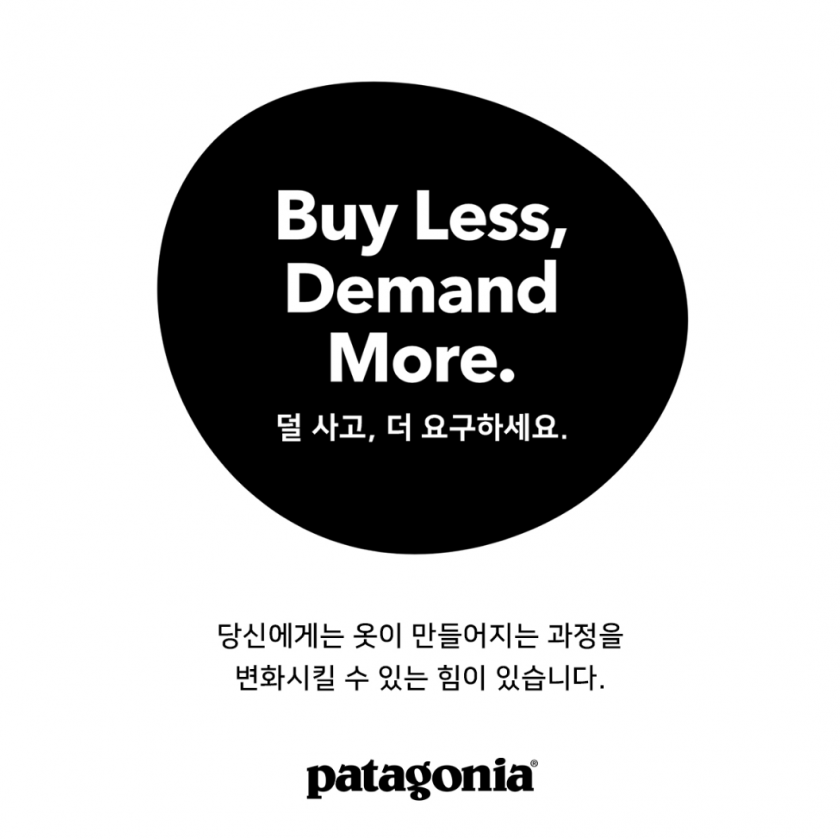 Buy Less,
Demand
More.
덜 사고, 더 요구하세요.
당신에게는 옷이 만들어지는 과정을
변화시킬 수 있는 힘이 있습니다.
patagonia®